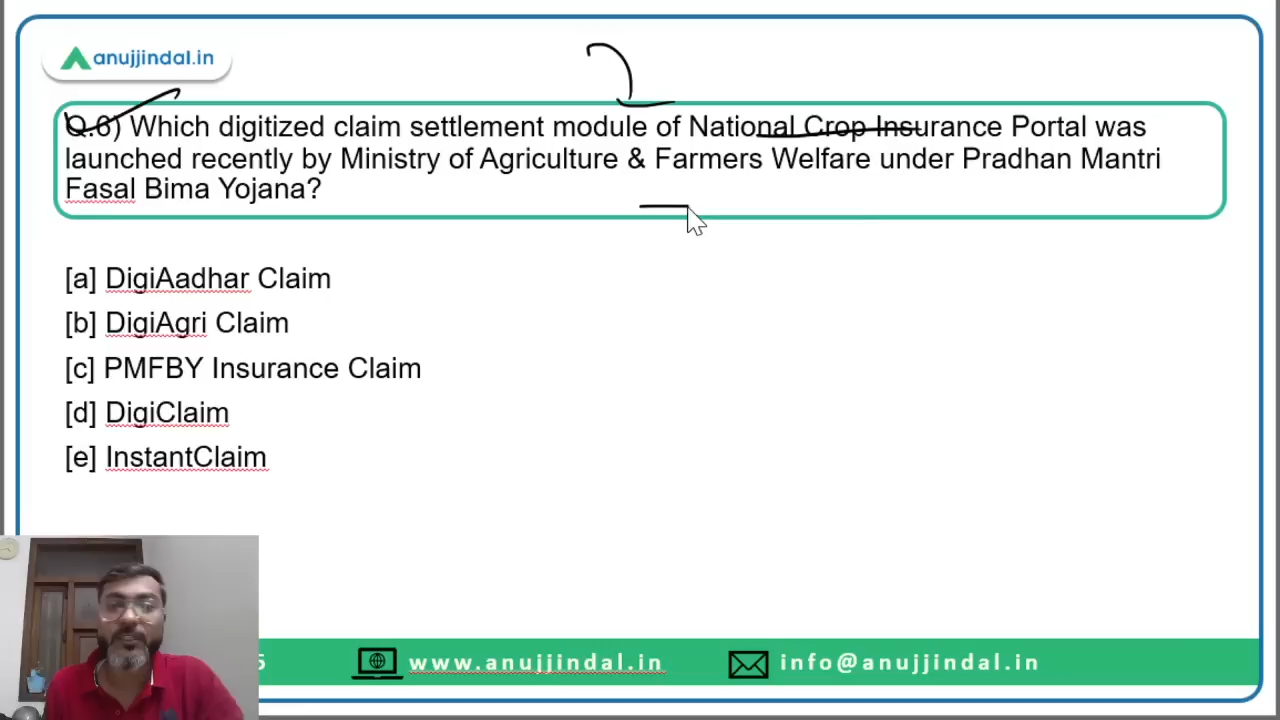 anujjindal.in
Q.6) Which digitized claim settlement module of National Crop Insurance Portal was
launched recently by Ministry of Agriculture & Farmers Welfare under Pradhan Mantri
Fasal Bima Yojana?
[a] DigiAadhar Claim
[b] DigiAgri Claim
[c] PMFBY Insurance Claim
[d] DigiClaim
[e] InstantClaim
www.anujjindal.in
info@anujjindal.in